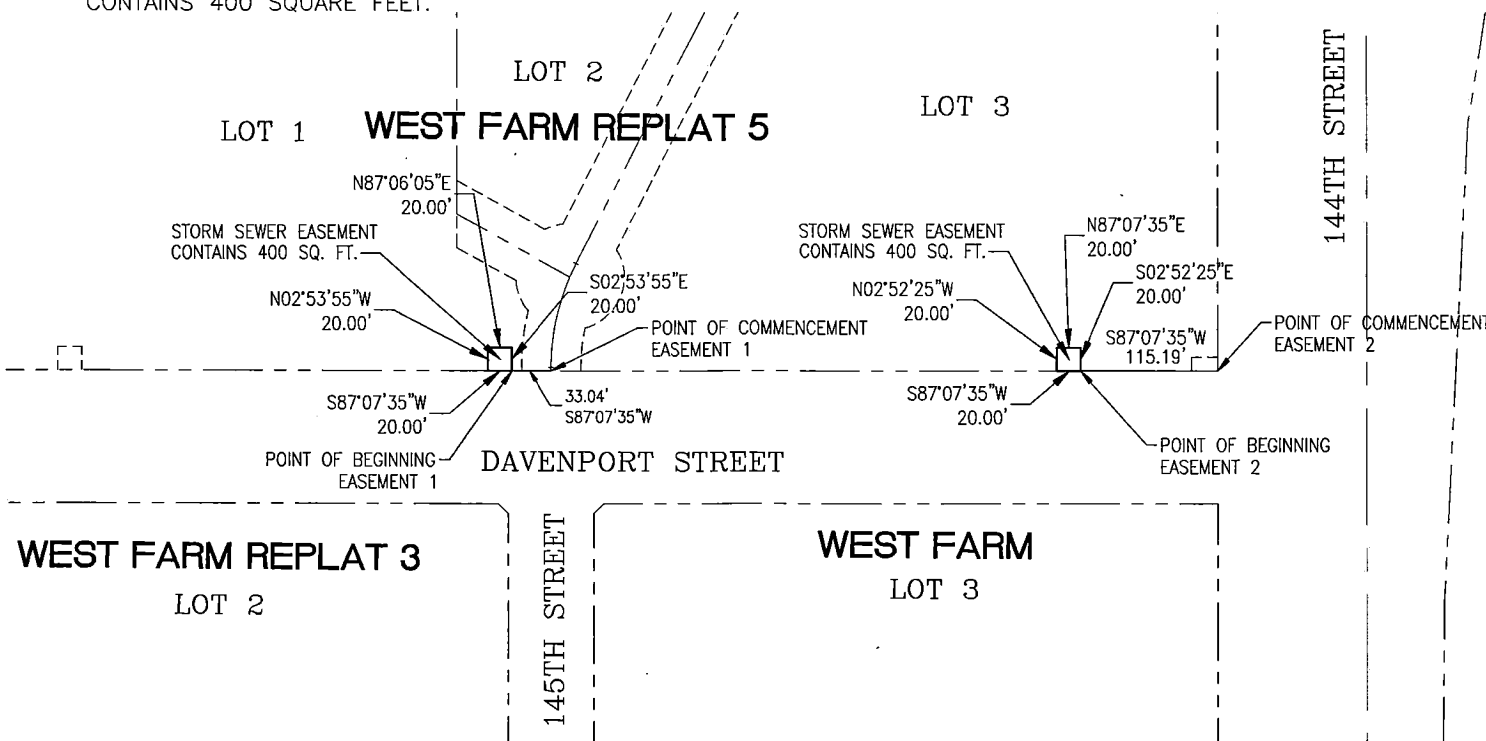 CONTAINS 400 SQUARE FEET.
LOT 2
LOT 3
LOT 1
WEST FARM REPLAT 5
144TH STREET
N87°06'05"E
20.00'
STORM SEWER EASEMENT
CONTAINS 400 SQ. FT.
N02°53'55"W
20.00'
S02°53'55"E
20.00'
POINT OF COMMENCEMENT
EASEMENT 1
S87°07'35"W
20.00'
33.04'
S87°07'35"W
POINT OF BEGINNING
EASEMENT 1
STORM SEWER EASEMENT
CONTAINS 400 SQ. FT.
N87°07'35"E
20.00'
N02°52'25"W
20.00'
S02°52'25"E
20.00'
S87°07'35"W
115.19'
POINT OF COMMENCEMENT
EASEMENT 2
S87°07'35"W
20.00'
POINT OF BEGINNING
EASEMENT 2
DAVENPORT STREET
WEST FARM REPLAT 3
LOT 2
145TH STREET
WEST FARM
LOT 3